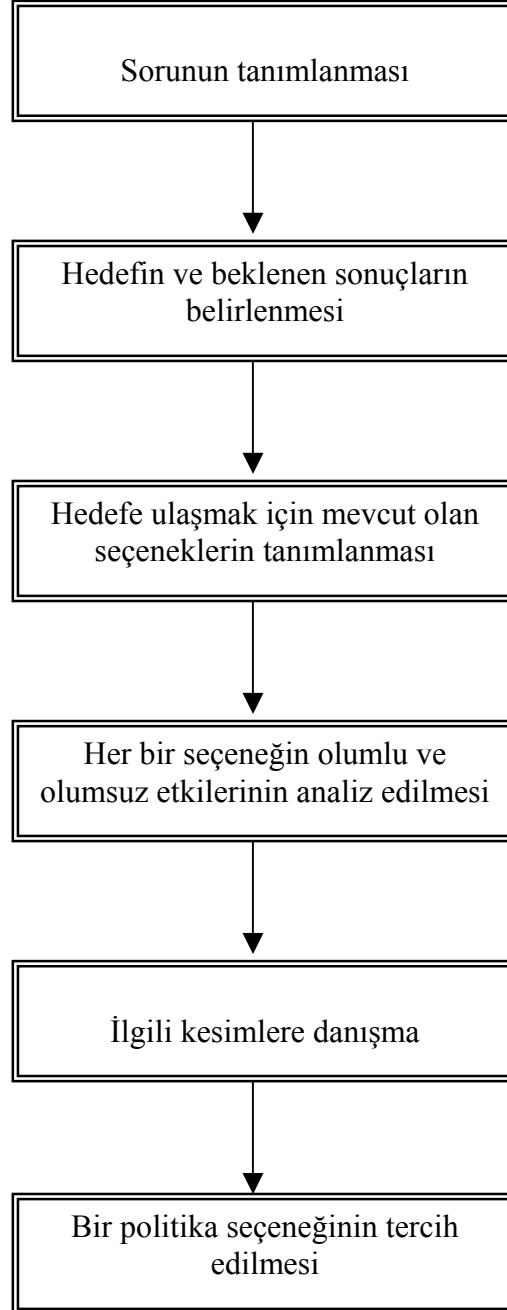 Sorunun tanımlanması
Hedefin ve beklenen sonuçların
belirlenmesi
Hedefe ulaşmak için mevcut olan
seçeneklerin tanımlanması
Her bir seçeneğin olumlu ve
olumsuz etkilerinin analiz edilmesi
İlgili kesimlere danışma
Bir politika seçeneğinin tercih
edilmesi